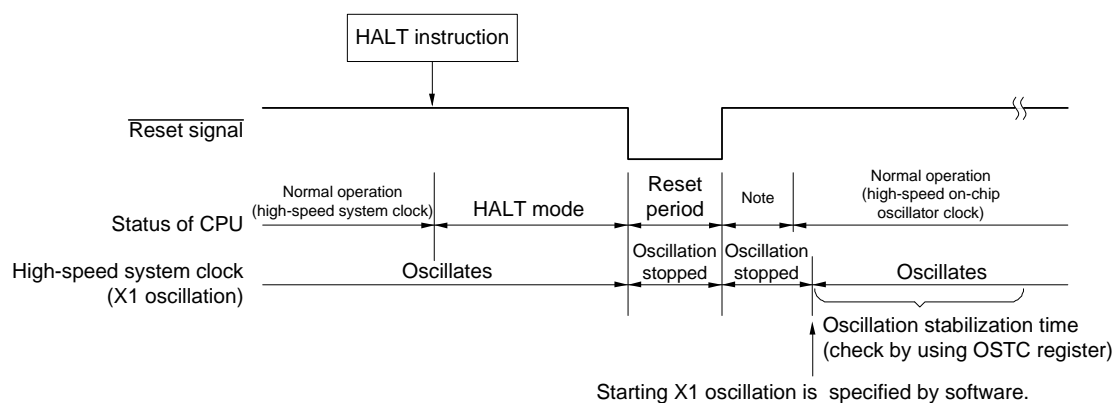 HALT instruction
Reset signal
Status of CPU
Normal operation
(high-speed system clock)
HALT mode
Reset
period
Note
Normal operation
(high-speed on-chip
oscillator clock)
High-speed system clock
(X1 oscillation)
Oscillates
Oscillation
stopped
Oscillation
stopped
Oscillates
Oscillation stabilization time
(check by using OSTC register)
Starting X1 oscillation is specified by software.